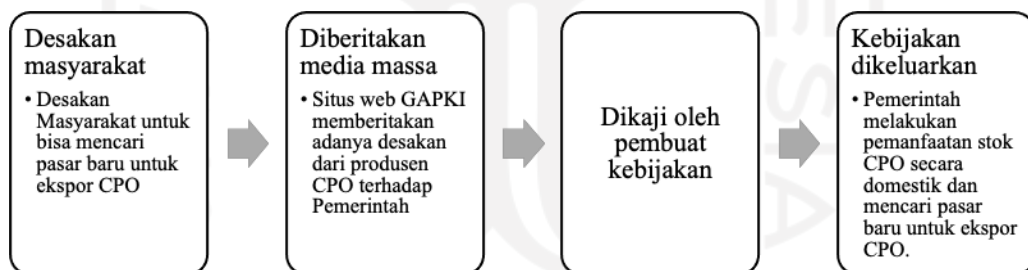 Desakan
masyarakat
• Desakan
Masyarakat untuk
bisa mencari
pasar baru untuk
ekspor CPO
Diberitakan
media massa
• Situs web GAPKI
memberitakan
adanya desakan
dari produsen
CPO terhadap
Pemerintah
Dikaji oleh
pembuat
kebijakan
Kebijakan
dikeluarkan
• Pemerintah
melakukan
pemanfaatan stok
CPO secara
domestik dan
mencari pasar
baru untuk ekspor
CPO.